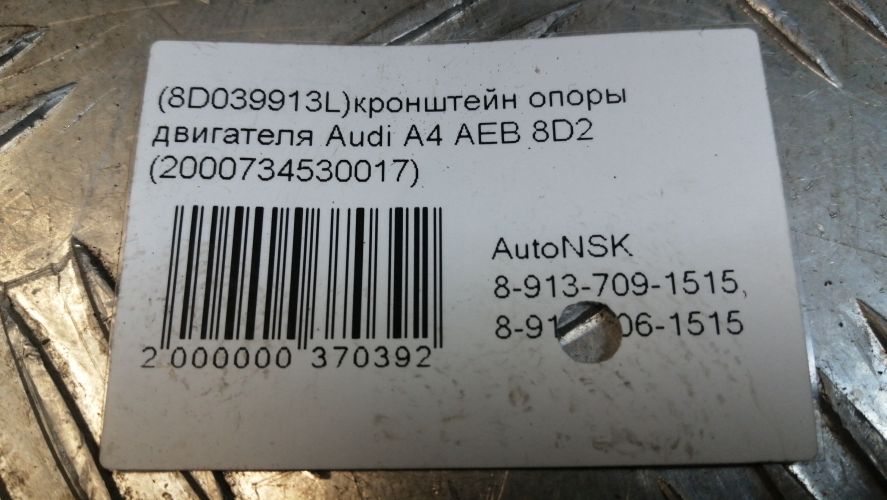 (8D039913L)кронштейн опоры
двигателя Audi A4 AEB 8D2
(2000734530017)
AutoNSK
8-913-709-1515,
2 000000 370392